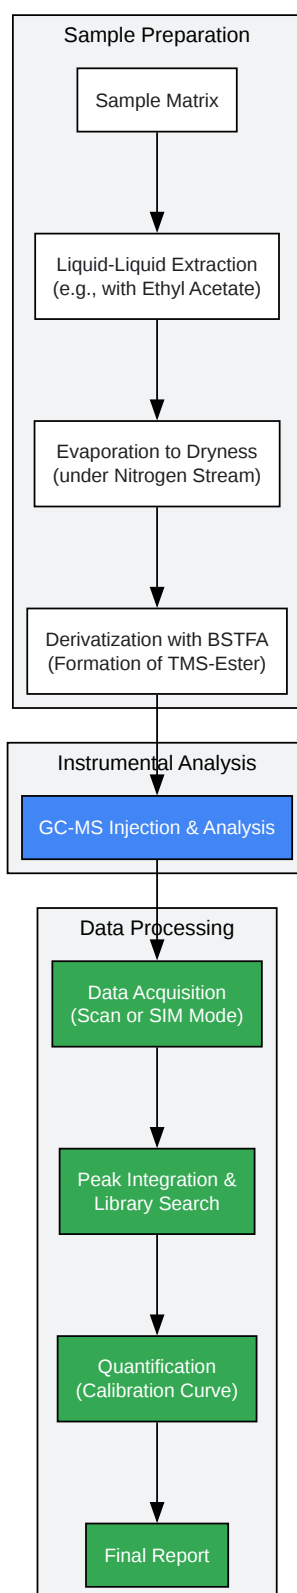 Sample Preparation
Sample Matrix
Liquid-Liquid Extraction
(e.g., with Ethyl Acetate)
Evaporation to Dryness
(under Nitrogen Stream)
Derivatization with BSTFA
(Formation of TMS-Ester)
Instrumental Analysis
GC-MS Injection & Analysis
Data Processing
Data Acquisition
(Scan or SIM Mode)
Peak Integration &
Library Search
Quantification
(Calibration Curve)
Final Report